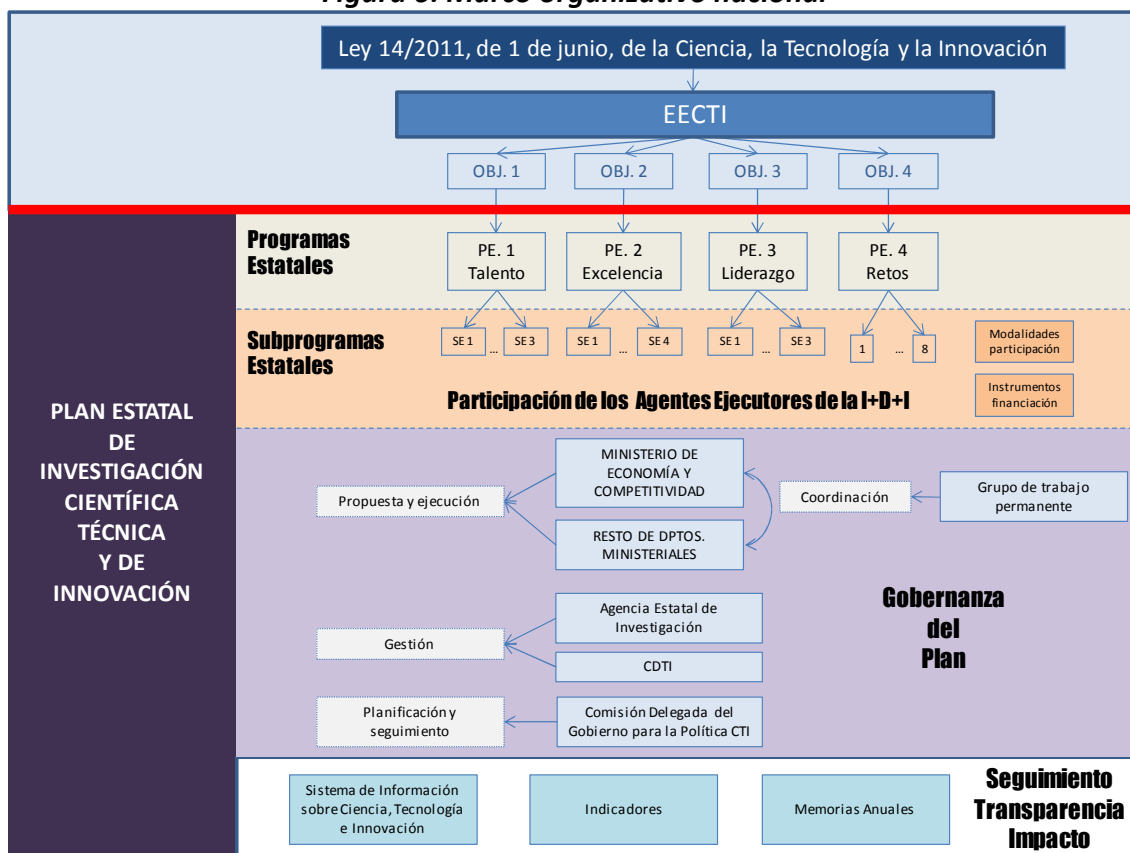 Ley 14/2011, de 1 de junio, de la Ciencia, la Tecnología y la Innovación
EECTI
OBJ. 1
OBJ. 2
OBJ. 3
OBJ. 4
Programas
Estatales
PE. 1
Talento
PE. 2
Excelencia
PE. 3
Liderazgo
PE. 4
Retos
Subprogramas
Estatales
SE 1
...
SE 3
SE 1
...
SE 4
SE 1
...
SE 3
1
...
8
Modalidades
participación
Participación de los Agentes Ejecutores de la I+D+I
Instrumentos
financiación
PLAN ESTATAL
DE
INVESTIGACIÓN
CIENTÍFICA
TÉCNICA
Y DE
INNOVACIÓN
Propuesta y ejecución
MINISTERIO DE
ECONOMÍA Y
COMPETITIVIDAD
RESTO DE DPTOS.
MINISTERIALES
Coordinación
Grupo de trabajo
permanente
Gobernanza
del
Plan
Gestión
Agencia Estatal de
Investigación
CDTI
Planificación y
seguimiento
Comisión Delegada del
Gobierno para la Política CTI
Sistema de Información
sobre Ciencia, Tecnología
e Innovación
Indicadores
Memorias Anuales
Seguimiento
Transparencia
Impacto